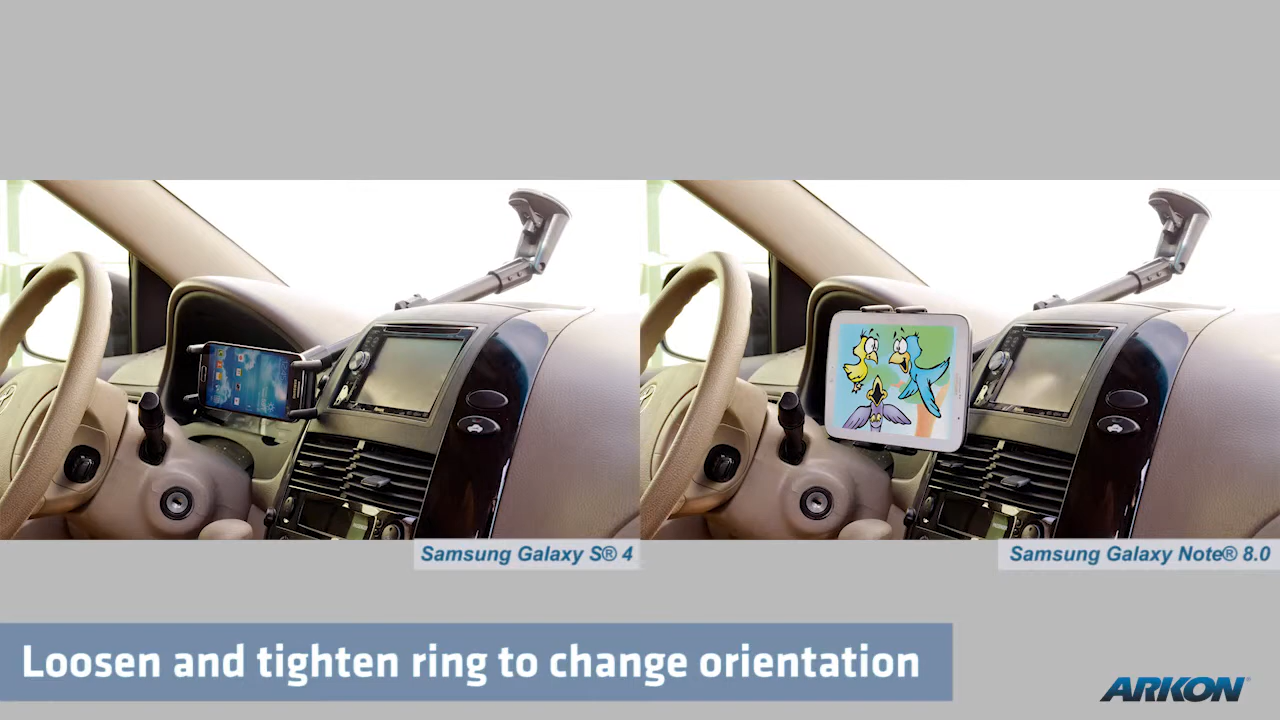 Samsung Galaxy S® 4
Samsung Galaxy Note® 8.0
Loosen and tighten ring to change orientation
ARKON